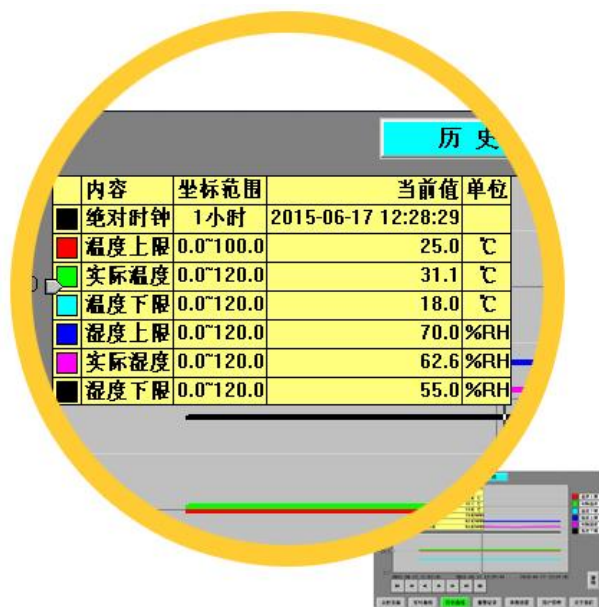 历 史
内容 坐标范围 当前值 单位
绝对时钟 1小时 2015-06-17 12:28:29
温度上限 0.0~100.0 25.0 ℃
实际温度 0.0~120.0 31.1 ℃
温度下限 0.0~120.0 18.0 ℃
湿度上限 0.0~120.0 70.0 %RH
实际湿度 0.0~120.0 62.6 %RH
湿度下限 0.0~120.0 55.0 %RH